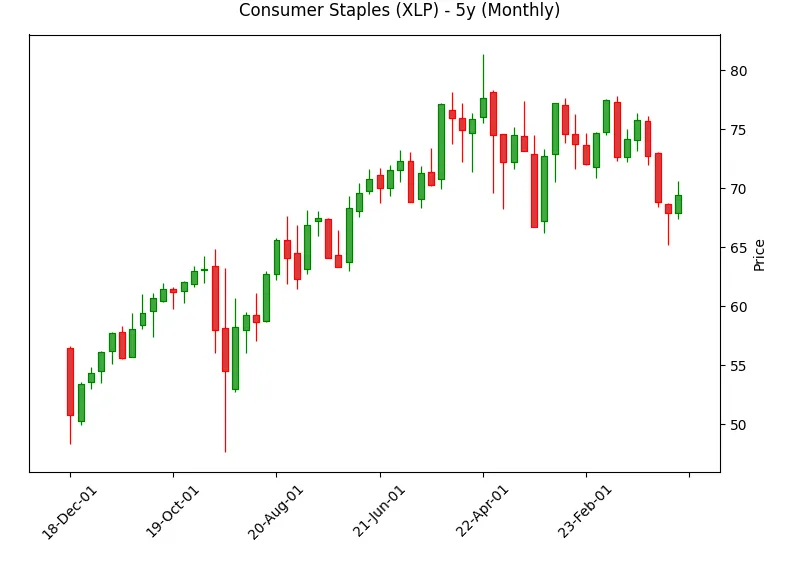 Consumer Staples (XLP) - 5y (Monthly)
80
75
70
65
60
55
50
Price
18-Dec-01
19-Oct-01
20-Aug-01
21-Jun-01
22-Apr-01
23-Feb-01